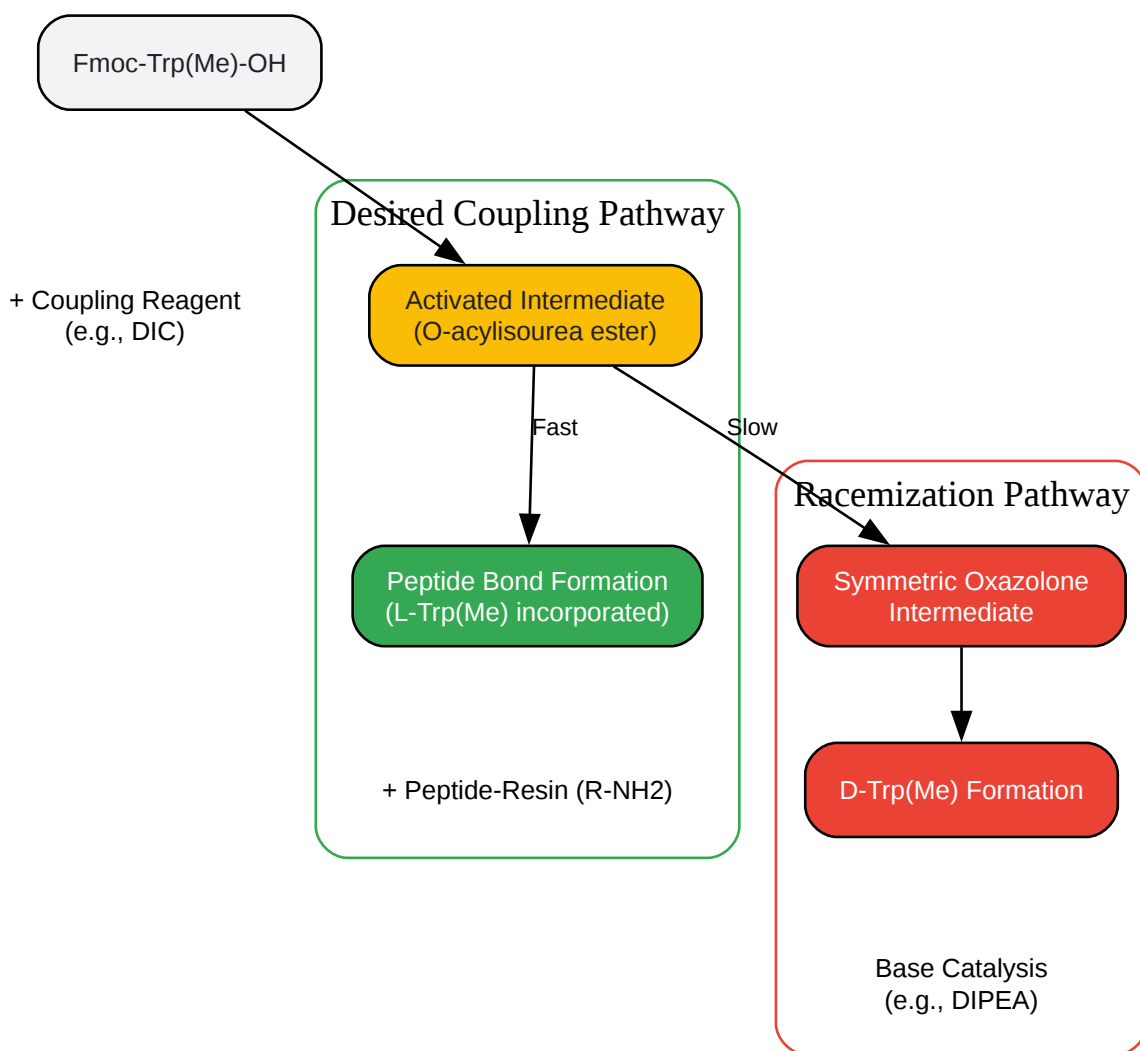 Fmoc-Trp(Me)-OH
Desired Coupling Pathway
+ Coupling Reagent
(e.g., DIC)
Activated Intermediate
(O-acylisourea ester)
Fast
Slow
Racemization Pathway
Peptide Bond Formation
(L-Trp(Me) incorporated)
Symmetric Oxazolone
Intermediate
+ Peptide-Resin (R-NH2)
D-Trp(Me) Formation
Base Catalysis
(e.g., DIPEA)